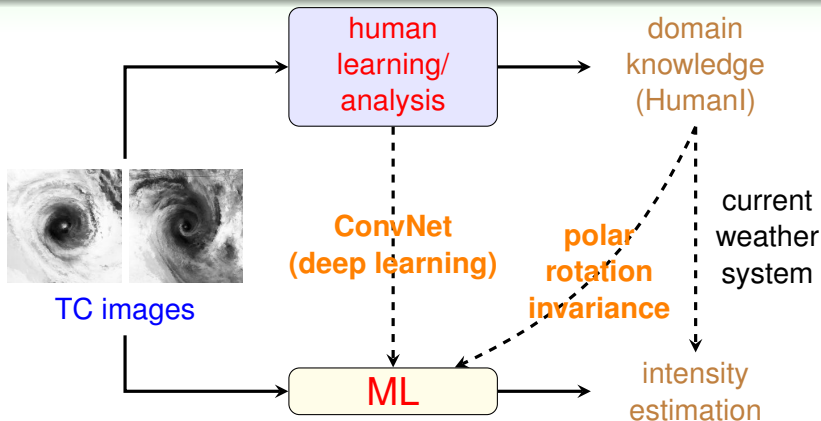 human
learning/
analysis
domain
knowledge
(HumanI)
ConvNet
(deep learning)
polar
rotation
invariance
current
weather
system
TC images
ML
intensity
estimation